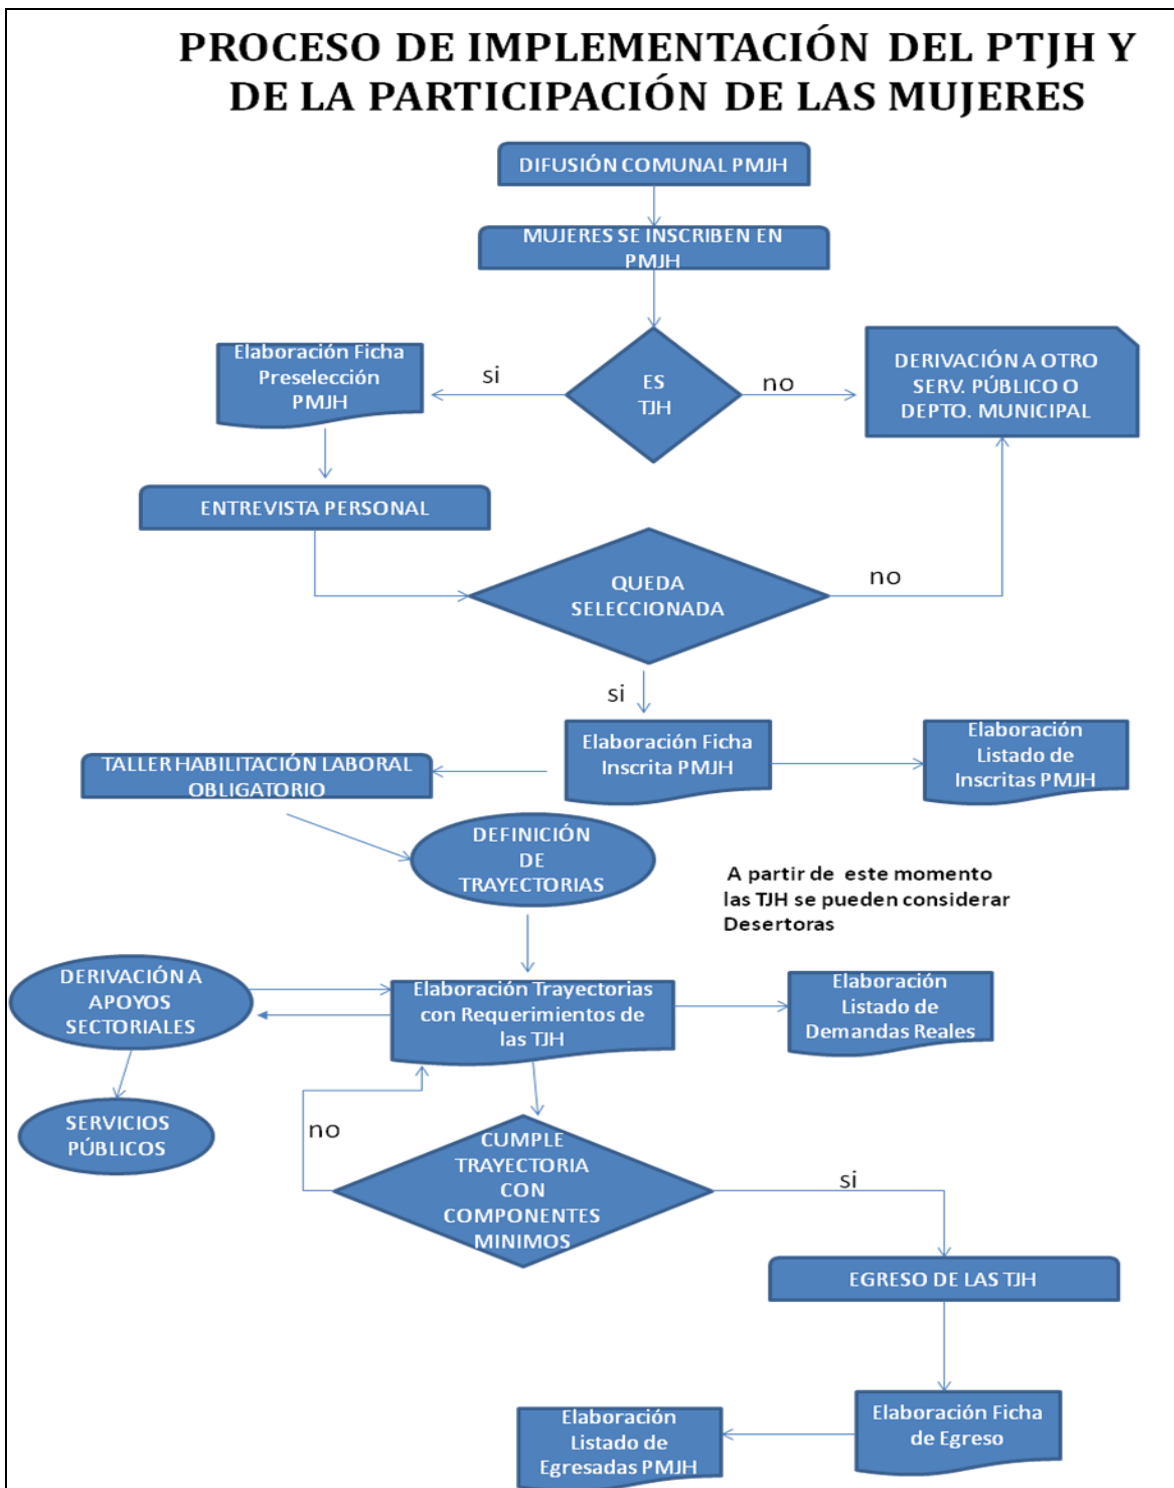 PROCESO DE IMPLEMENTACIÓN DEL PTJH Y
DE LA PARTICIPACIÓN DE LAS MUJERES
DIFUSIÓN COMUNAL PMJH
MUJERES SE INSCRIBEN EN
PMJH
Elaboración Ficha
Preselección
PMJH
si
ES
TJH
no
DERIVACIÓN A OTRO
SERV. PÚBLICO O
DEPTO. MUNICIPAL
ENTREVISTA PERSONAL
QUEDA
SELECCIONADA
no
si
TALLER HABILITACIÓN LABORAL
OBLIGATORIO
Elaboración Ficha
Inscrita PMJH
Elaboración
Listado de
Inscritas PMJH
DEFINICIÓN
DE
TRAYECTORIAS
A partir de este momento
las TJH se pueden considerar
Desertoras
DERIVACIÓN A
APOYOS
SECTORIALES
Elaboración Trayectorias
con Requerimientos de
las TJH
Elaboración
Listado de
Demandas Reales
SERVICIOS
PÚBLICOS
no
CUMPLE
TRAYECTORIA
CON
COMPONENTES
MINIMOS
si
EGRESO DE LAS TJH
Elaboración Ficha
de Egreso
Elaboración
Listado de
Egresadas PMJH